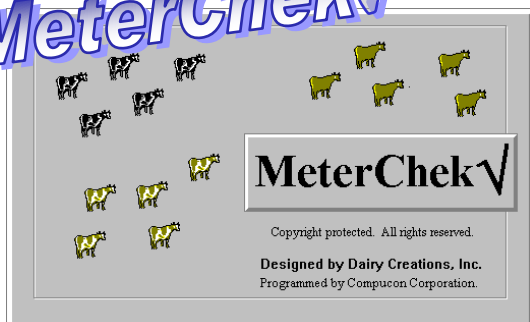 MeterChek√
MeterChek√
Copyright protected. All rights reserved.
Designed by Dairy Creations, Inc.
Programmed by Compucon Corporation.